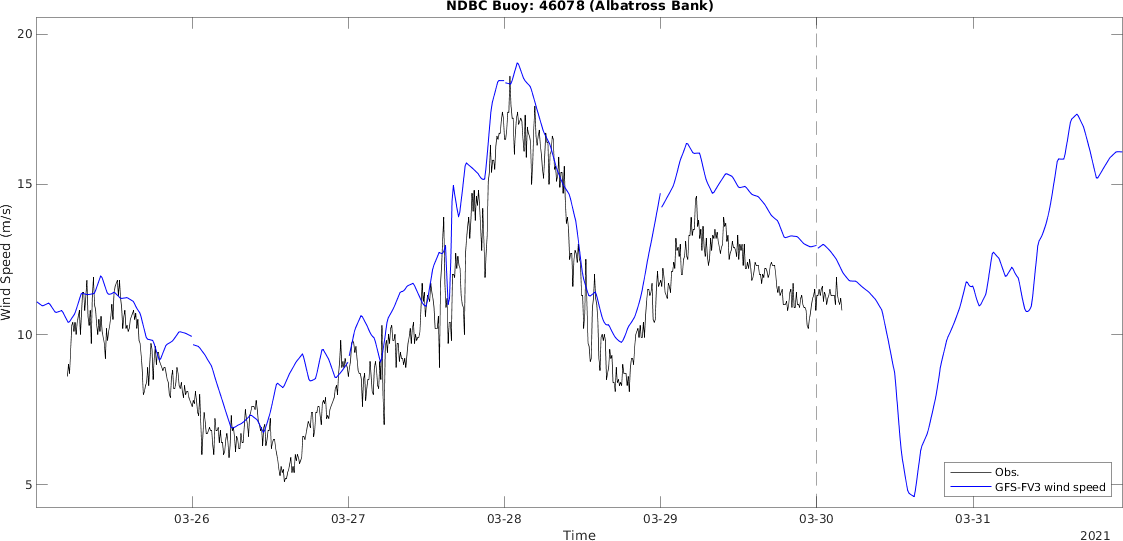 NDBC Buoy: 46078 (Albatross Bank)
20
15
10
5
Wind Speed (m/s)
03-26
03-27
03-28
03-29
03-30
03-31
Time
2021
Obs.
GFS-FV3 wind speed